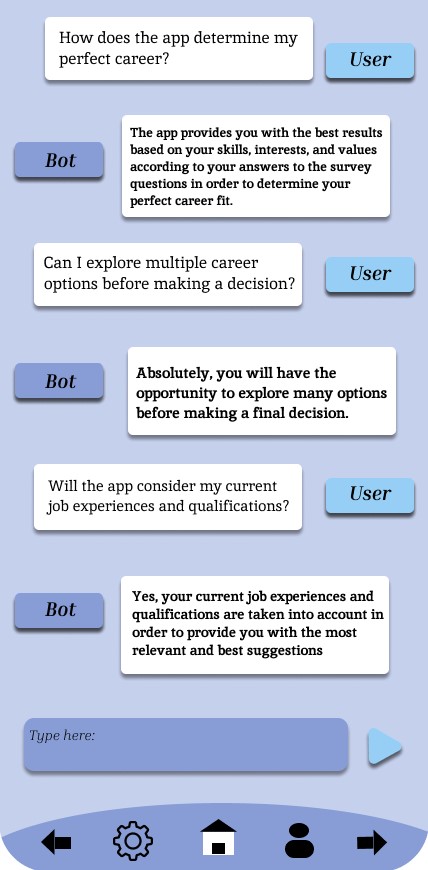 How does the app determine my
perfect career?
User
Bot
The app provides you with the best results
based on your skills, interests, and values
according to your answers to the survey
questions in order to determine your
perfect career fit.
Can I explore multiple career
options before making a decision?
User
Bot
Absolutely, you will have the
opportunity to explore many options
before making a final decision.
Will the app consider my current
job experiences and qualifications?
User
Bot
Yes, your current job experiences and
qualifications are taken into account in
order to provide you with the most
relevant and best suggestions
Type here: